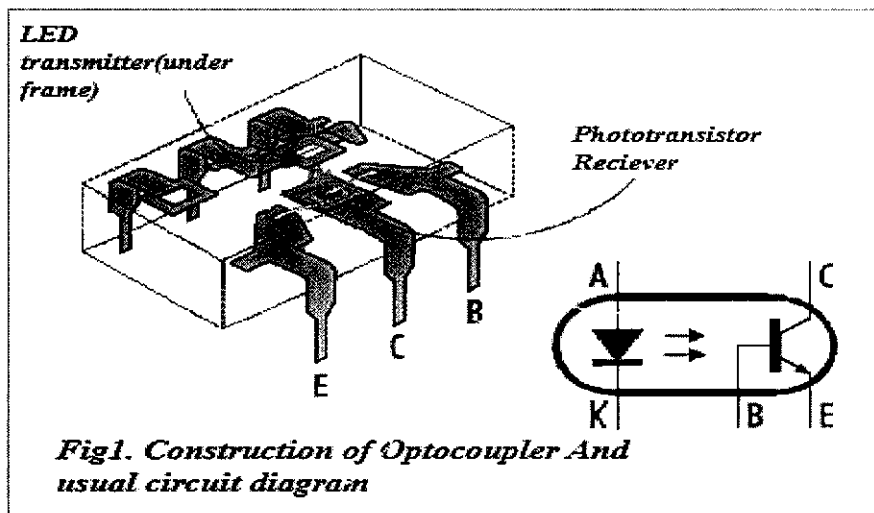 LED
transmitter(under
frame)
Phototransistor
Reciever
E
C
B
A
C
K
B
E
Fig1. Construction of Optocoupler And
usual circuit diagram